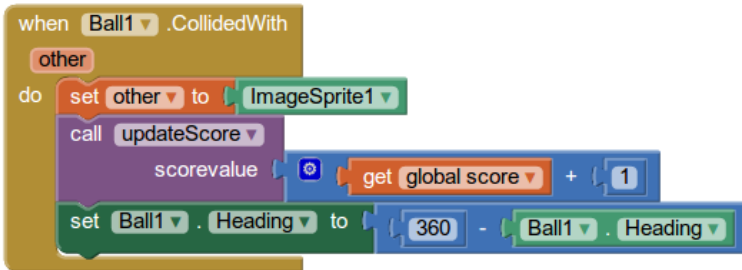 when Ball1 .CollidedWith
other
do set other to ImageSprite1
call updateScore
scorevalue get global score + 1
set Ball1 . Heading to 360 - Ball1 . Heading